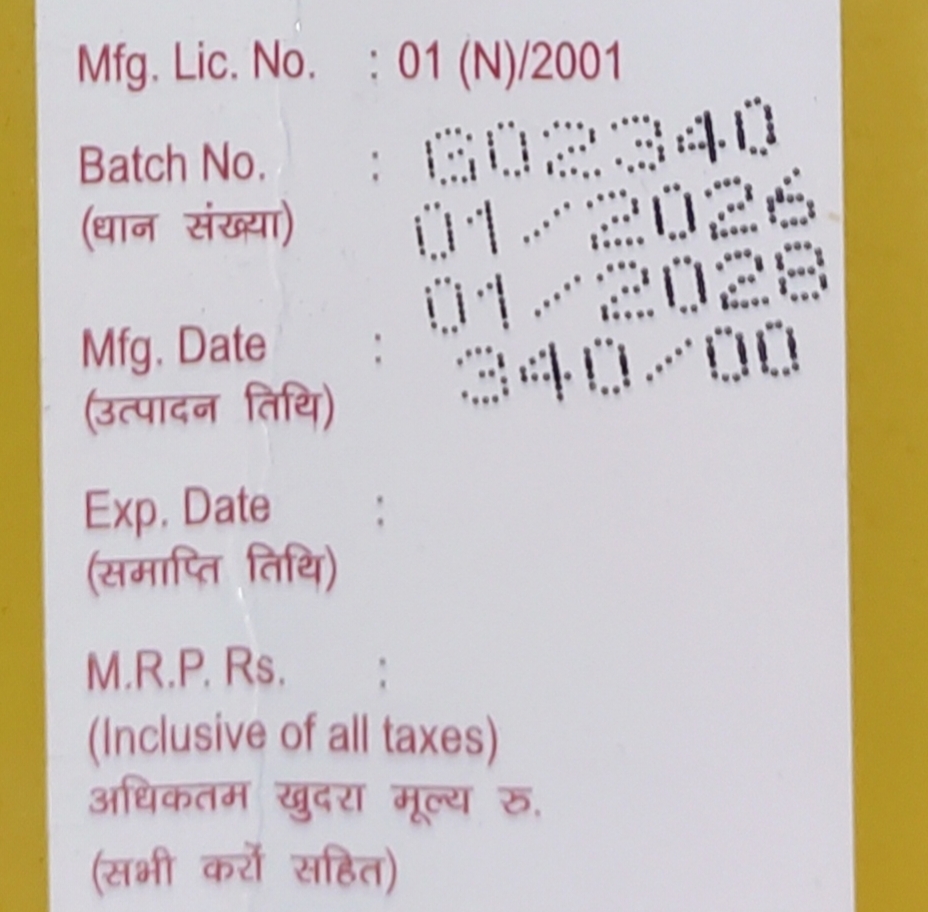 Mfg. Lic. No. : 01 (N)/2001
Batch No. : G02340
(धान संख्या) 01/2026
01/2028
Mfg. Date : 340/00
(उत्पादन तिथि)
Exp. Date :
(समाप्ति तिथि)
M.R.P. Rs. :
(Inclusive of all taxes)
अधिकतम खुदरा मूल्य रु.
(सभी करों सहित)